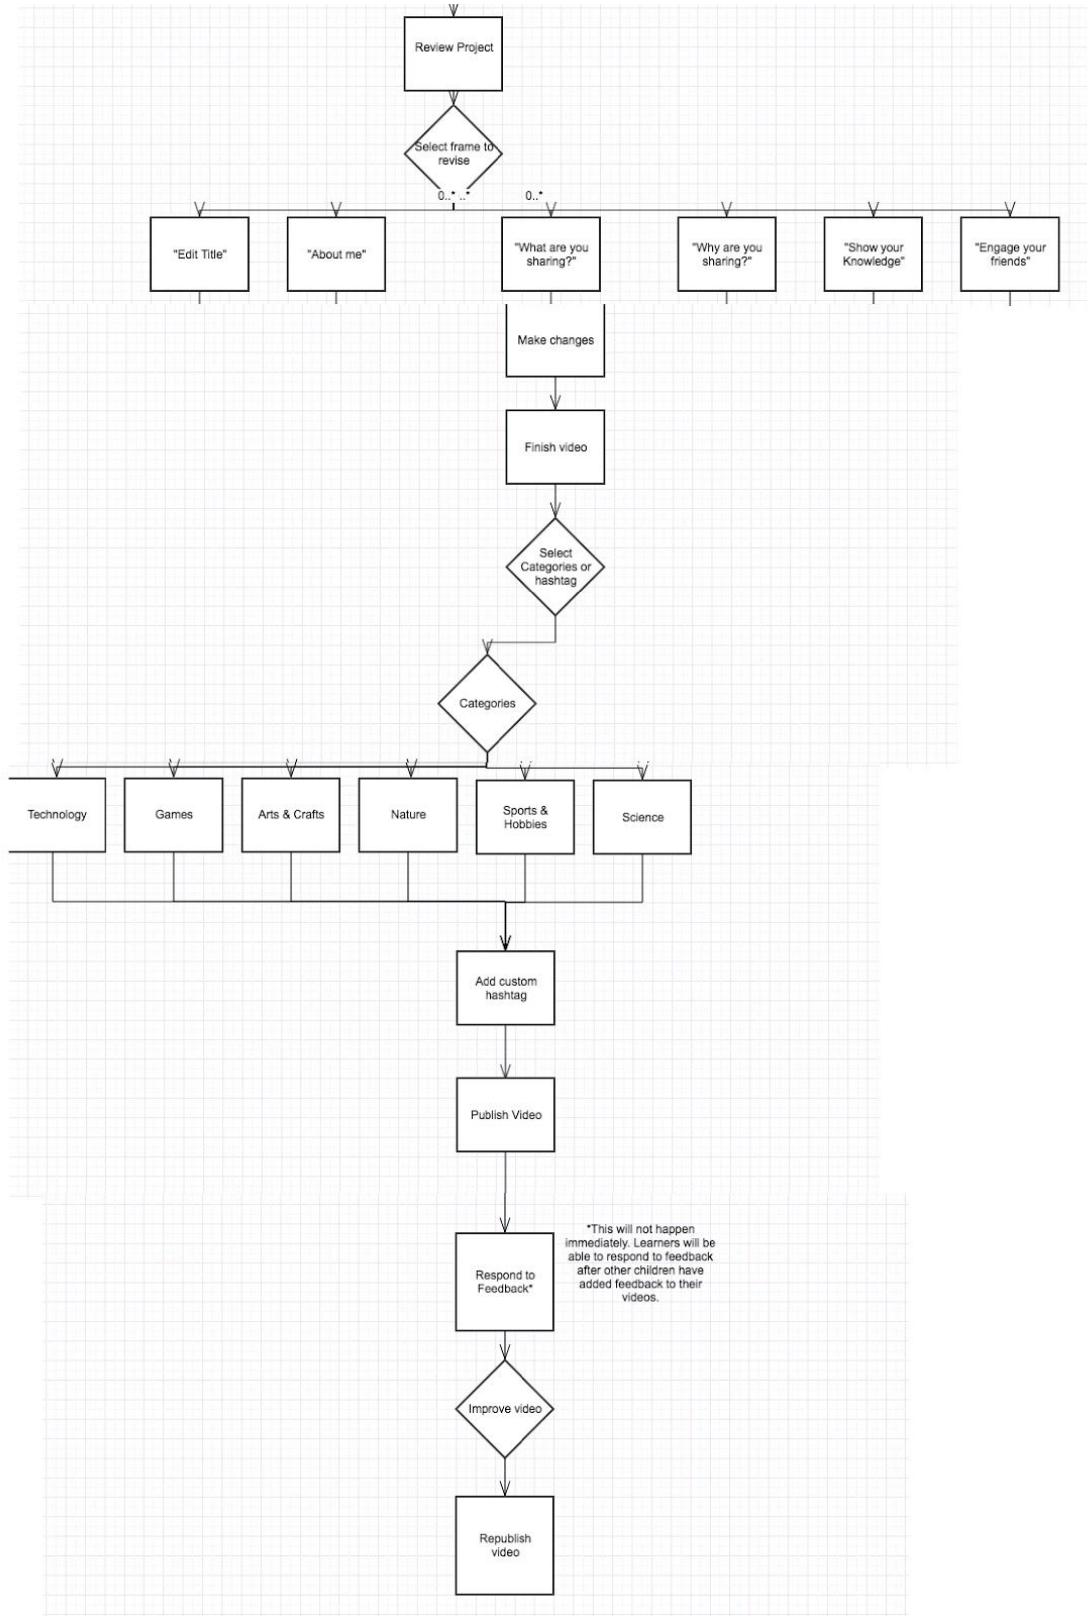 Review Project
Select frame to
revise
0..* ..*
0..*
"Edit Title"
"About me"
"What are you
sharing?"
"Why are you
sharing?"
"Show your
Knowledge"
"Engage your
friends"
Make changes
Finish video
Select
Categories or
hashtag
Categories
Technology
Games
Arts & Crafts
Nature
Sports &
Hobbies
Science
Add custom
hashtag
Publish Video
*This will not happen
immediately. Learners will be
able to respond to feedback
after other children have
added feedback to their
videos.
Respond to
Feedback*
Improve video
Republish
video